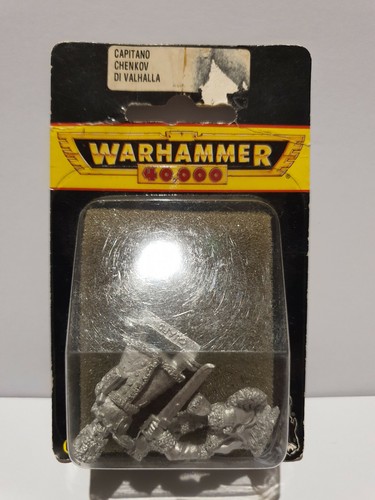 CAPITANO
CHENKOV
DI VALHALLA
WARHAMMER
40,000